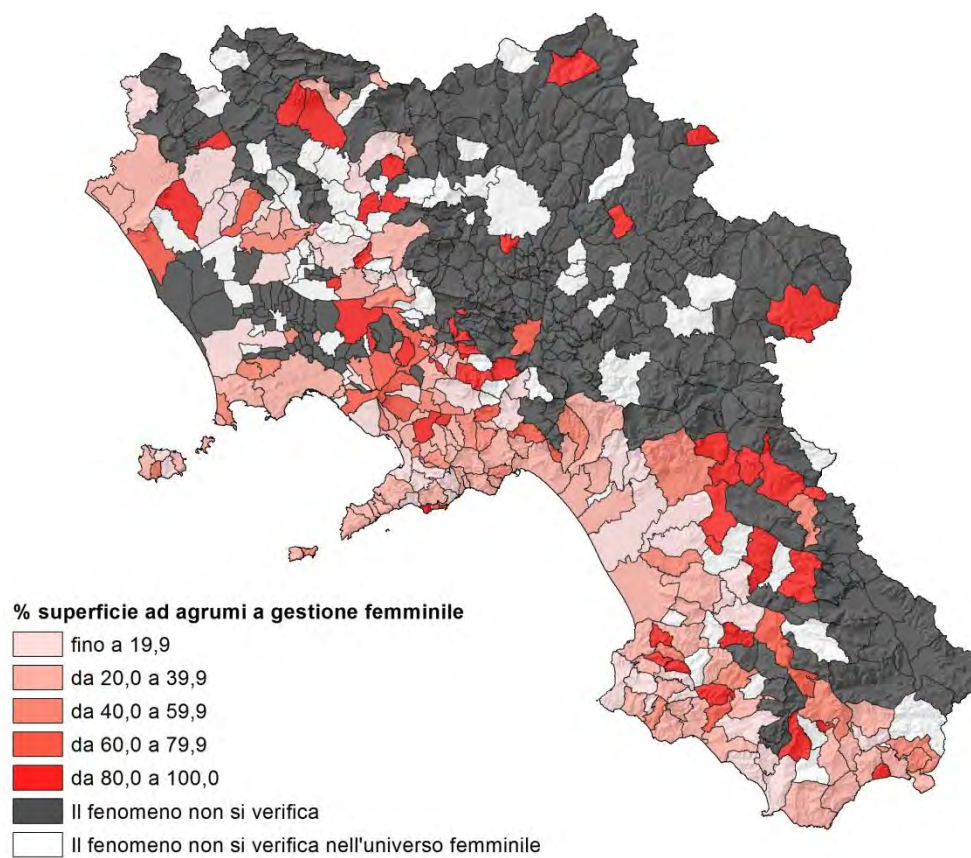 % superficie ad agrumi a gestione femminile
fino a 19,9
da 20,0 a 39,9
da 40,0 a 59,9
da 60,0 a 79,9
da 80,0 a 100,0
Il fenomeno non si verifica
Il fenomeno non si verifica nell'universo femminile